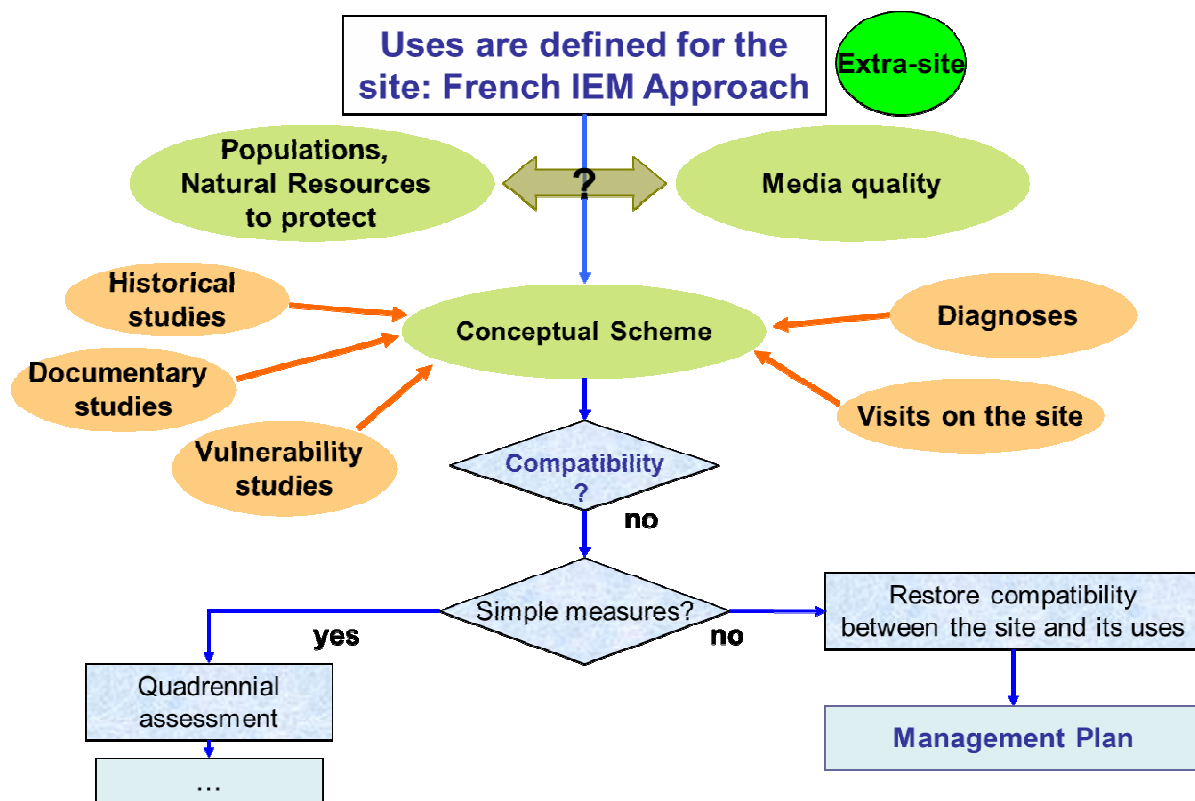 Uses are defined for the
site: French IEM Approach
Extra-site
Populations,
Natural Resources
to protect
?
Media quality
Historical
studies
Documentary
studies
Vulnerability
studies
Conceptual Scheme
Diagnoses
Visits on the site
Compatibility
?
no
Simple measures?
yes
no
Restore compatibility
between the site and its uses
Quadrennial
assessment
...
Management Plan